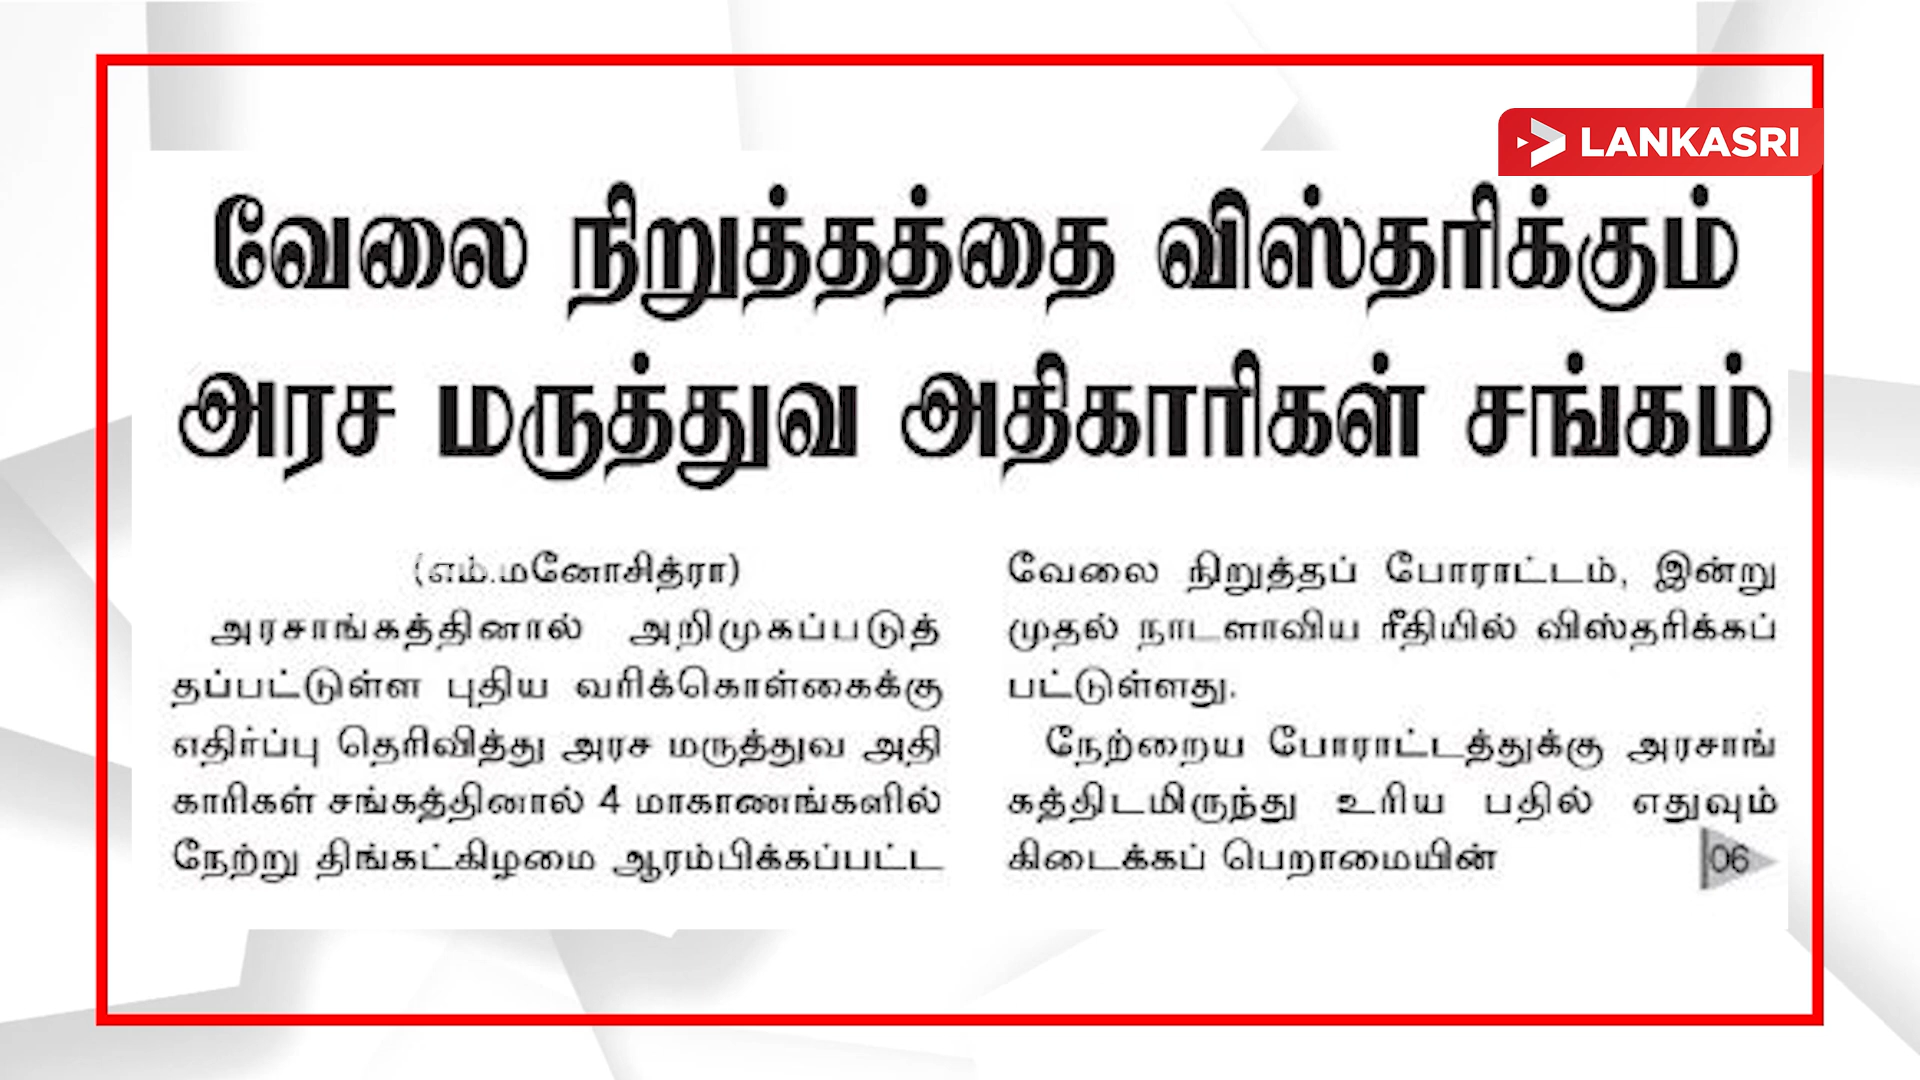 LANKASRI
வேலை நிறுத்தத்தை விஸ்தரிக்கும்
அரச மருத்துவ அதிகாரிகள் சங்கம்
(எம்.மனோசித்ரா)
அரசாங்கத்தினால் அறிமுகப்படுத்
தப்பட்டுள்ள புதிய வரிக்கொள்கைக்கு
எதிர்ப்பு தெரிவித்து அரச மருத்துவ அதி
காரிகள் சங்கத்தினால் 4 மாகாணங்களில்
நேற்று திங்கட்கிழமை ஆரம்பிக்கப்பட்ட
வேலை நிறுத்தப் போராட்டம், இன்று
முதல் நாடளாவிய ரீதியில் விஸ்தரிக்கப்
பட்டுள்ளது.
நேற்றைய போராட்டத்துக்கு அரசாங்
கத்திடமிருந்து உரிய பதில் எதுவும்
கிடைக்கப் பெறாமையின்
06